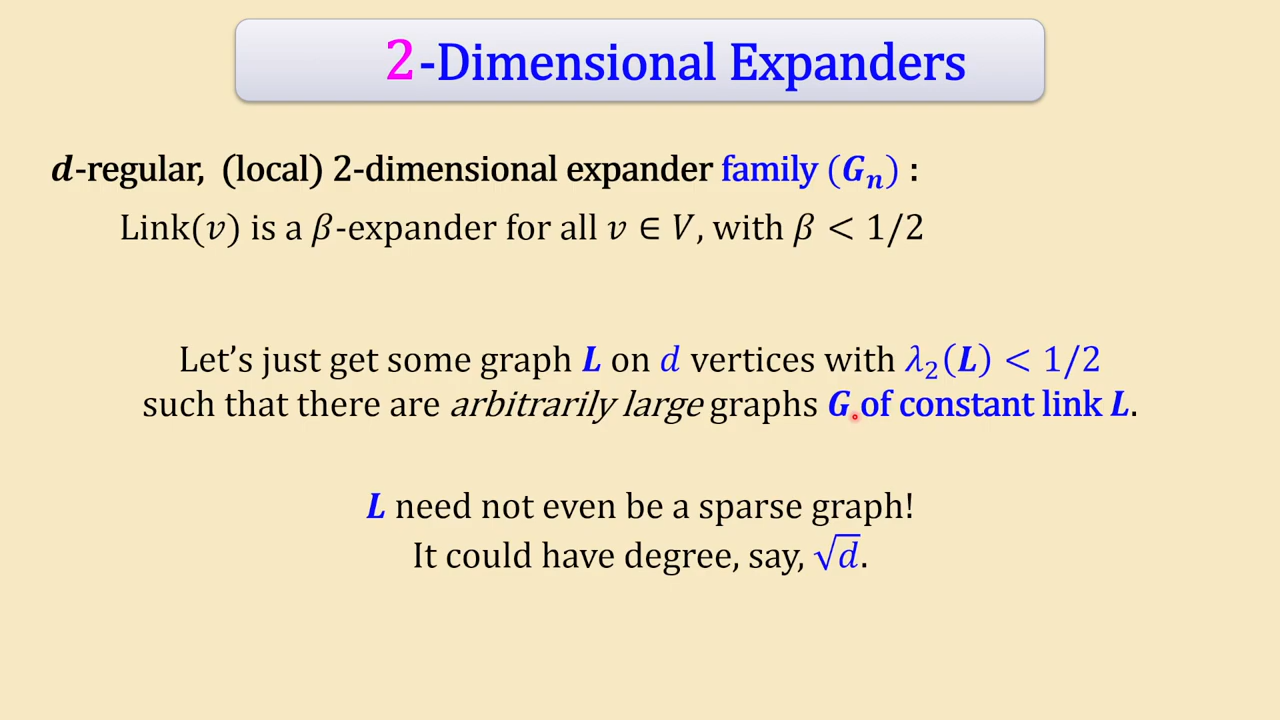 2-Dimensional Expanders
d-regular, (local) 2-dimensional expander family (Gₙ) :
Link(v) is a β-expander for all v ∈ V, with β < 1/2
Let's just get some graph L on d vertices with λ₂(L) < 1/2
such that there are arbitrarily large graphs G of constant link L.
L need not even be a sparse graph!
It could have degree, say, √d.